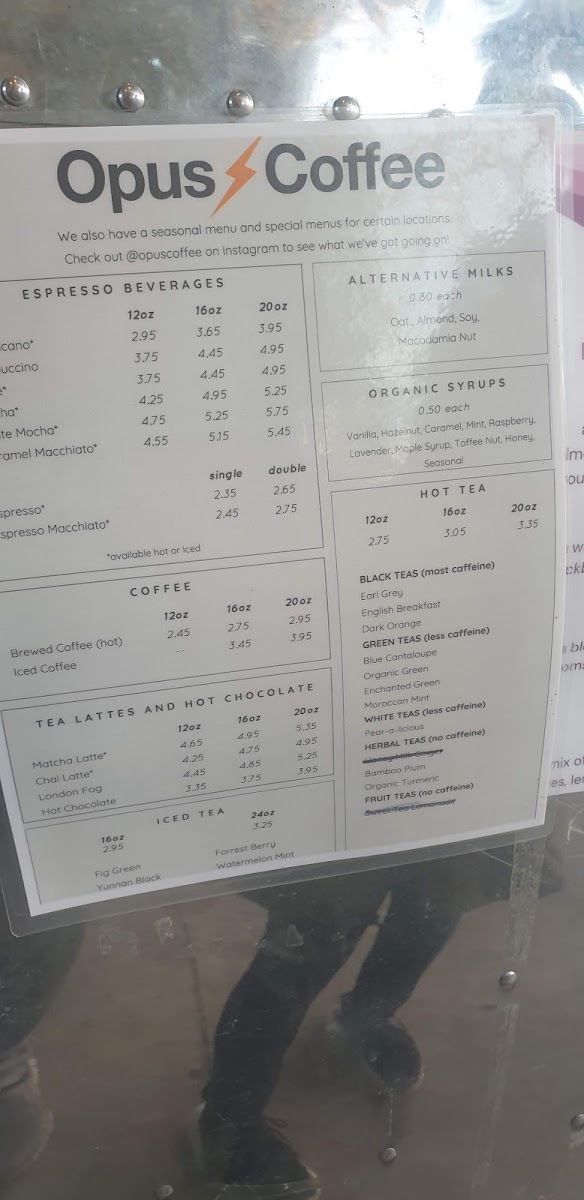 Opus Coffee
We also have a seasonal menu and special menus for certain locations.
Check out @opuscoffee on Instagram to see what we've got going on!
ESPRESSO BEVERAGES
12oz 16oz 20oz
cano* 2.95 3.65 3.95
uccino 3.75 4.45 4.95
e* 3.75 4.45 4.95
ha* 4.25 4.95 5.25
te Mocha* 4.75 5.25 5.75
ramel Macchiato* 4.55 5.15 5.45
single double
spresso* 2.35 2.65
spresso Macchiato* 2.45 2.75
*available hot or iced
COFFEE
12oz 16oz 20oz
Brewed Coffee (hot) 2.45 2.75 2.95
Iced Coffee -- 3.45 3.95
TEA LATTES AND HOT CHOCOLATE
12oz 16oz 20oz
Matcha Latte* 4.65 4.95 5.35
Chai Latte* 4.25 4.75 4.95
London Fog 4.45 4.85 5.25
Hot Chocolate 3.35 3.75 3.95
ICED TEA
16oz 24oz
2.95 3.25
Fig Green Forrest Berry
Yunnan Black Watermelon Mint
ALTERNATIVE MILKS
0.80 each
Oat, Almond, Soy,
Macadamia Nut
ORGANIC SYRUPS
0.50 each
Vanilla, Hazelnut, Caramel, Mint, Raspberry,
Lavender, Maple Syrup, Toffee Nut, Honey,
Seasonal
HOT TEA
12oz 16oz 20oz
2.75 3.05 3.35
BLACK TEAS (most caffeine)
Earl Grey
English Breakfast
Dark Orange
GREEN TEAS (less caffeine)
Blue Cantaloupe
Organic Green
Enchanted Green
Moroccan Mint
WHITE TEAS (less caffeine)
Pear-a-licious
HERBAL TEAS (no caffeine)
Bamboo Plum
Organic Turmeric
FRUIT TEAS (no caffeine)
Sweet Tea Lemonade